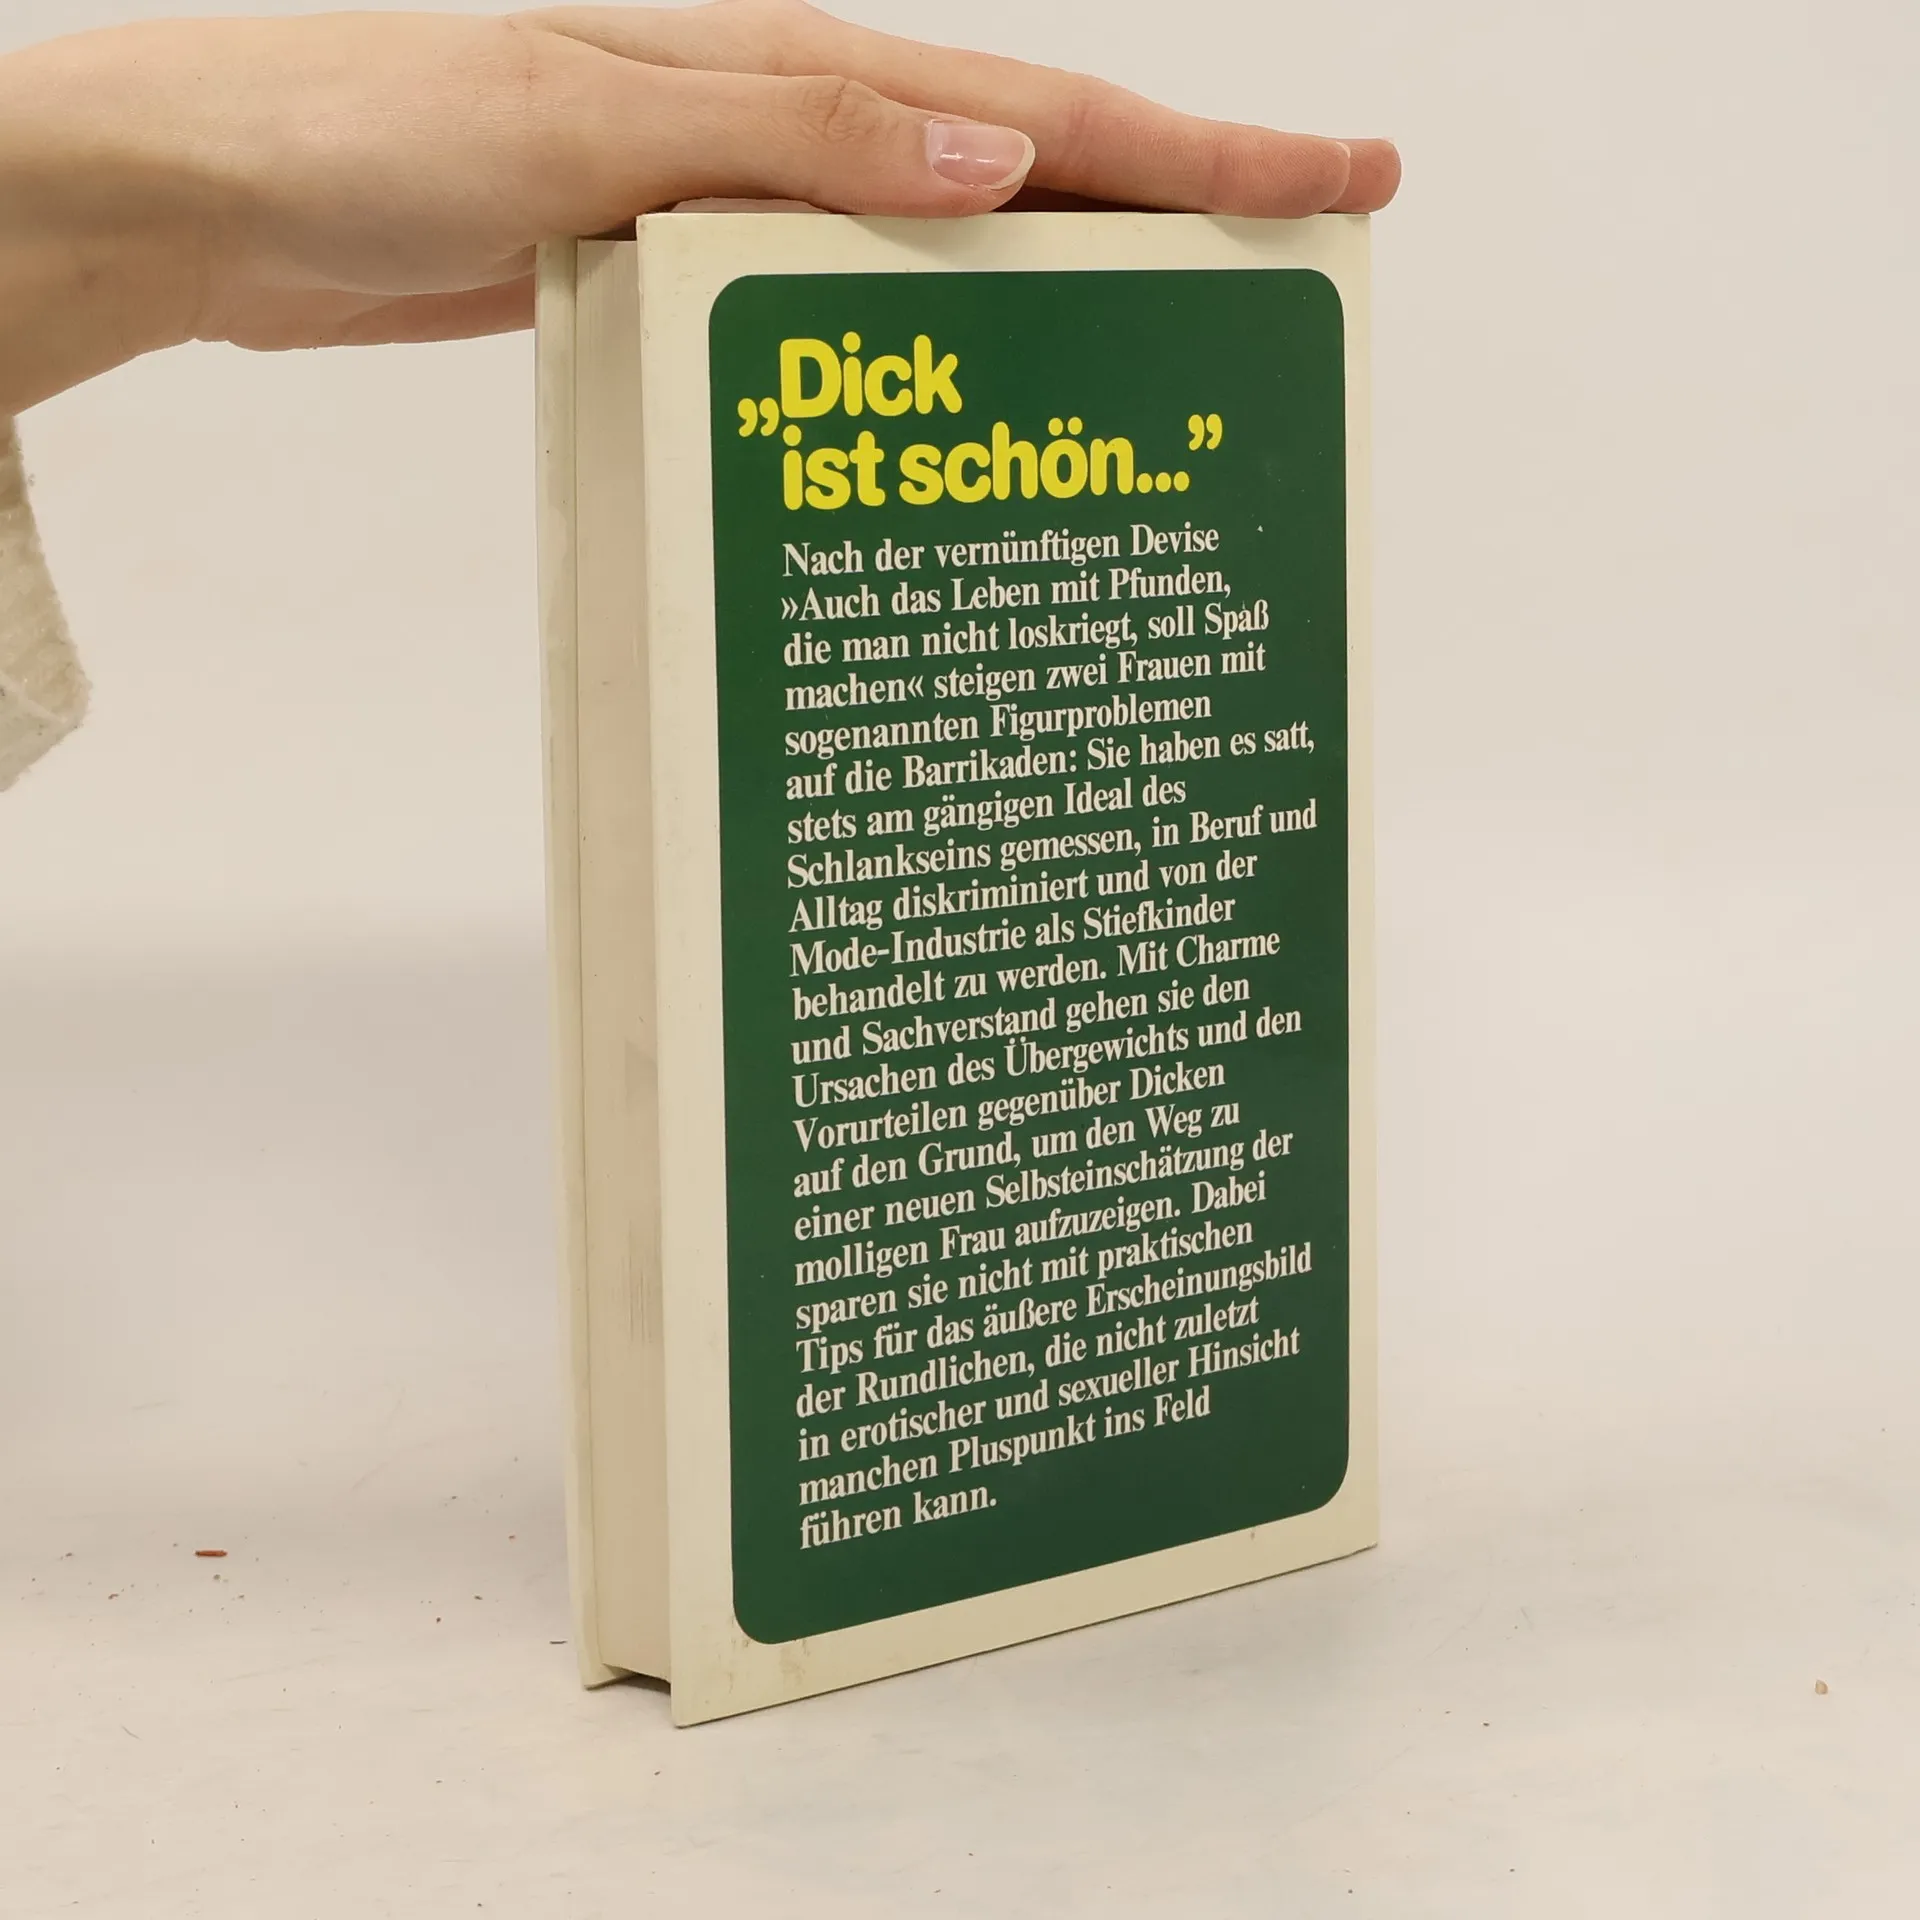 „Dick
ist schön...”
Nach der vernünftigen Devise
»Auch das Leben mit Pfunden,
die man nicht loskriegt, soll Spaß
machen« steigen zwei Frauen mit
sogenannten Figurproblemen
auf die Barrikaden: Sie haben es satt,
stets am gängigen Ideal des
Schlankseins gemessen, in Beruf und
Alltag diskriminiert und von der
Mode-Industrie als Stiefkinder
behandelt zu werden. Mit Charme
und Sachverstand gehen sie den
Ursachen des Übergewichts und den
Vorurteilen gegenüber Dicken
auf den Grund, um den Weg zu
einer neuen Selbsteinschätzung der
molligen Frau aufzuzeigen. Dabei
sparen sie nicht mit praktischen
Tips für das äußere Erscheinungsbild
der Rundlichen, die nicht zuletzt
in erotischer und sexueller Hinsicht
manchen Pluspunkt ins Feld
führen kann.